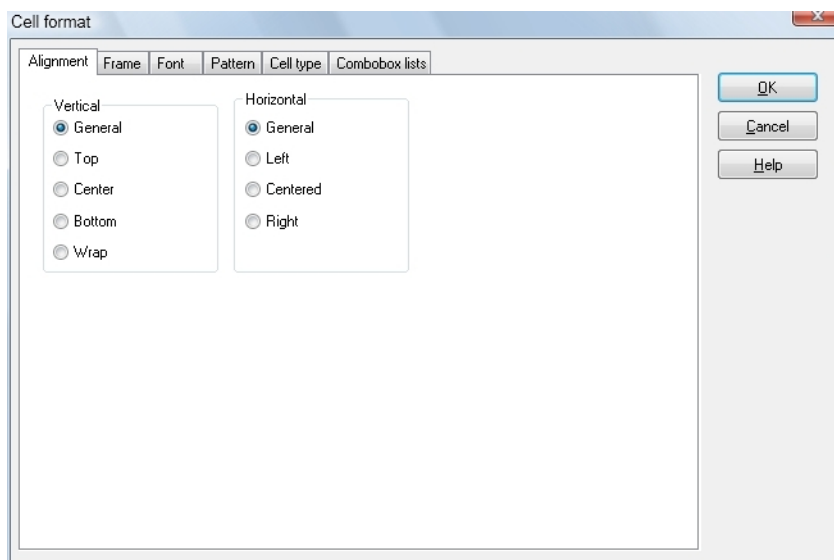 Cell format
Alignment Frame Font Pattern Cell type Combobox lists
Vertical
General
Top
Center
Bottom
Wrap
Horizontal
General
Left
Centered
Right
OK
Cancel
Help